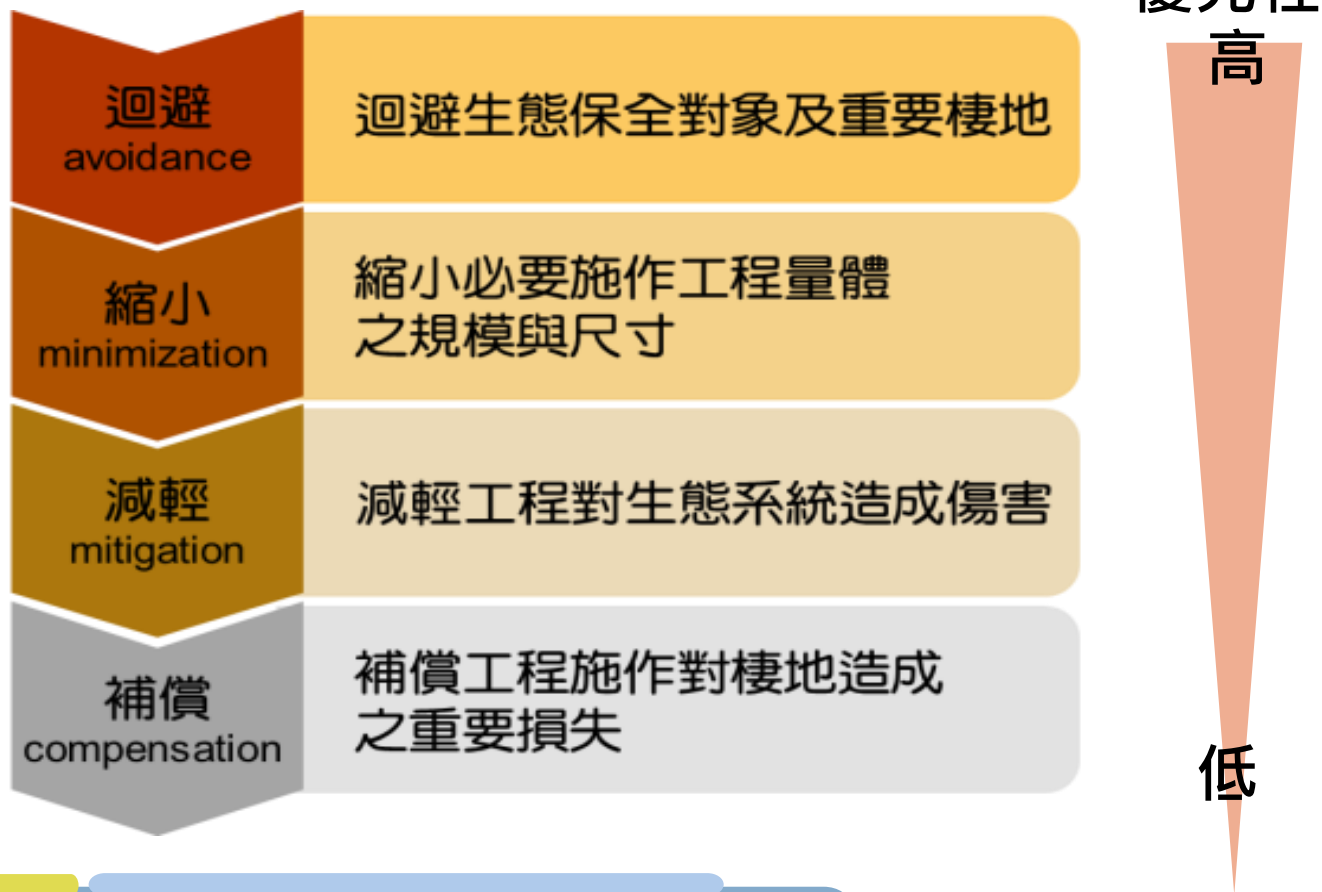 優先性
高
迴避
avoidance
迴避生態保全對象及重要棲地
縮小
minimization
縮小必要施作工程量體
之規模與尺寸
減輕
mitigation
減輕工程對生態系統造成傷害
補償
compensation
補償工程施作對棲地造成
之重要損失
低